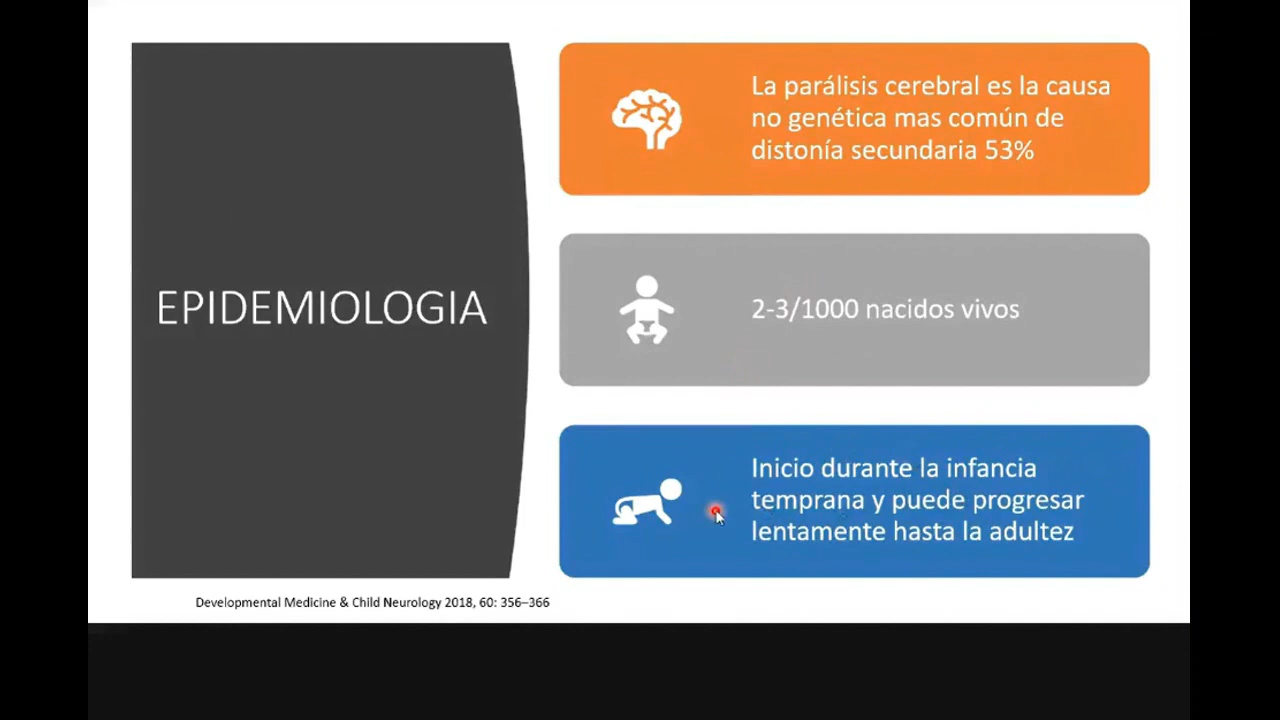 EPIDEMIOLOGIA
La parálisis cerebral es la causa
no genética mas común de
distonía secundaria 53%
2-3/1000 nacidos vivos
Inicio durante la infancia
temprana y puede progresar
lentamente hasta la adultez
Developmental Medicine & Child Neurology 2018, 60: 356–366